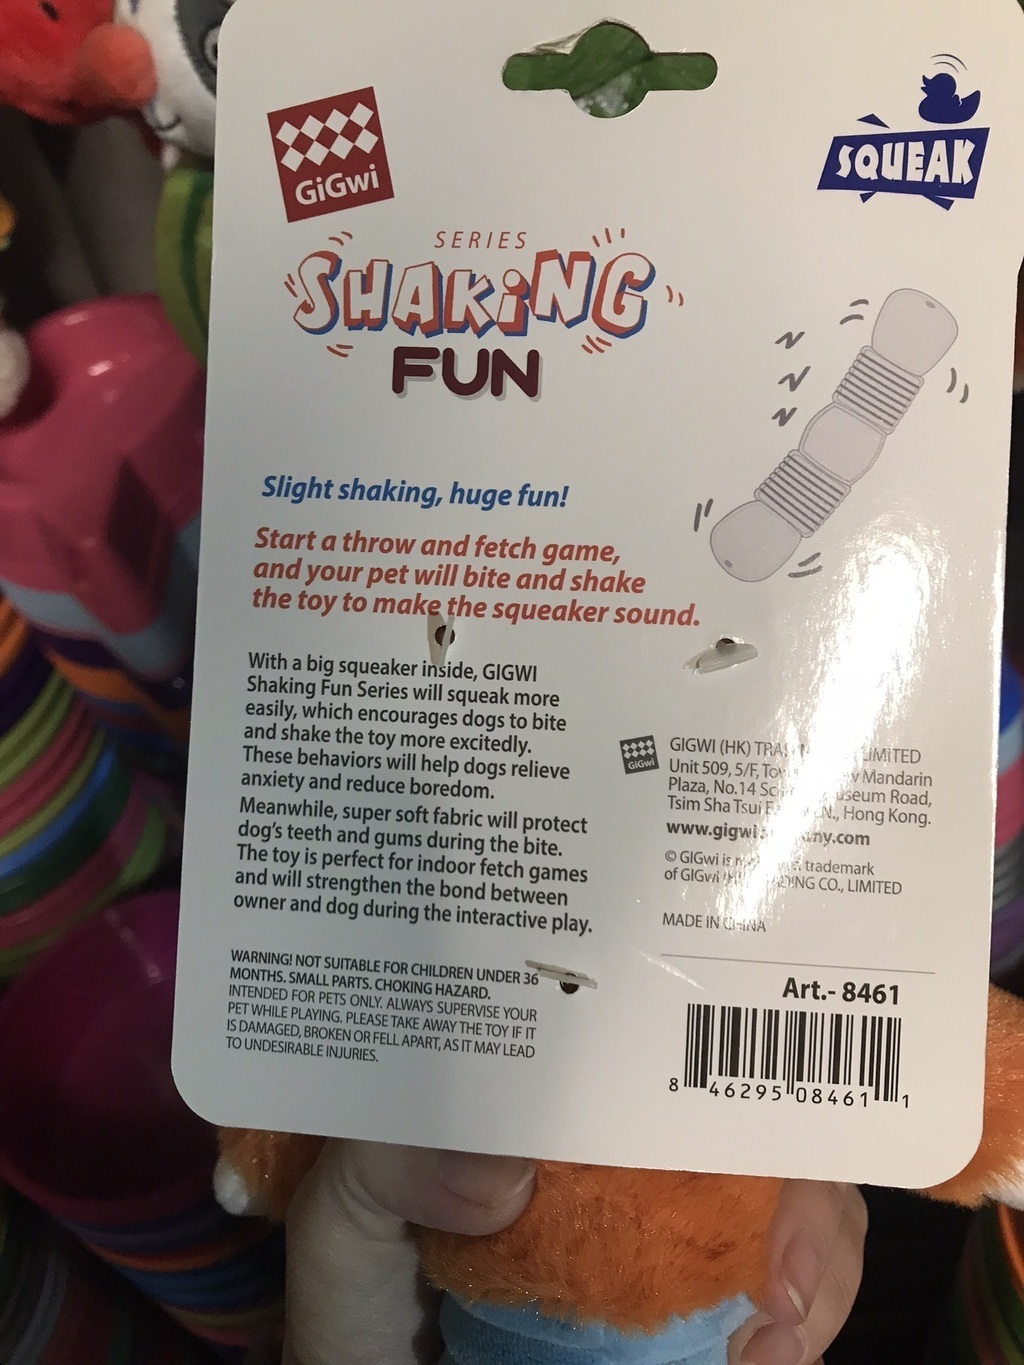 GiGwi
SQUEAK
SERIES
SHAKiNG
FUN
Slight shaking, huge fun!
Start a throw and fetch game,
and your pet will bite and shake
the toy to make the squeaker sound.
With a big squeaker inside, GIGWI
Shaking Fun Series will squeak more
easily, which encourages dogs to bite
and shake the toy more excitedly.
These behaviors will help dogs relieve
anxiety and reduce boredom.
Meanwhile, super soft fabric will protect
dog's teeth and gums during the bite.
The toy is perfect for indoor fetch games
and will strengthen the bond between
owner and dog during the interactive play.
WARNING! NOT SUITABLE FOR CHILDREN UNDER 36
MONTHS. SMALL PARTS. CHOKING HAZARD.
INTENDED FOR PETS ONLY. ALWAYS SUPERVISE YOUR
PET WHILE PLAYING. PLEASE TAKE AWAY THE TOY IF IT
IS DAMAGED, BROKEN OR FELL APART, AS IT MAY LEAD
TO UNDESIRABLE INJURIES.
GiGwi
GIGWI (HK) LIMITED
Unit 509, 5/F, Mandarin
Plaza, No.14 Road,
Tsim Sha Tsui Hong Kong.
© GIGwi is trademark
of GIGwi CO., LIMITED
MADE IN CHINA
Art.- 8461
8 46295 08461 1